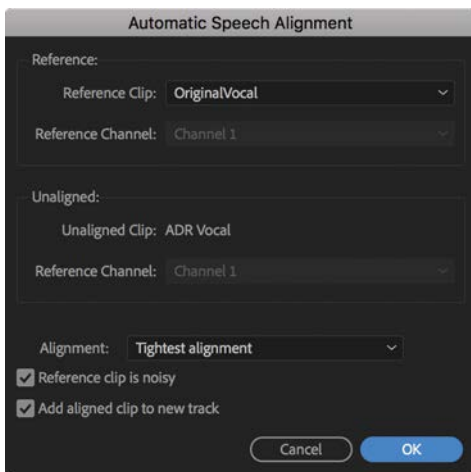 Automatic Speech Alignment
Reference:
Reference Clip: OriginalVocal
Reference Channel: Channel 1
Unaligned:
Unaligned Clip: ADR Vocal
Reference Channel: Channel 1
Alignment: Tightest alignment
Reference clip is noisy
Add aligned clip to new track
Cancel OK